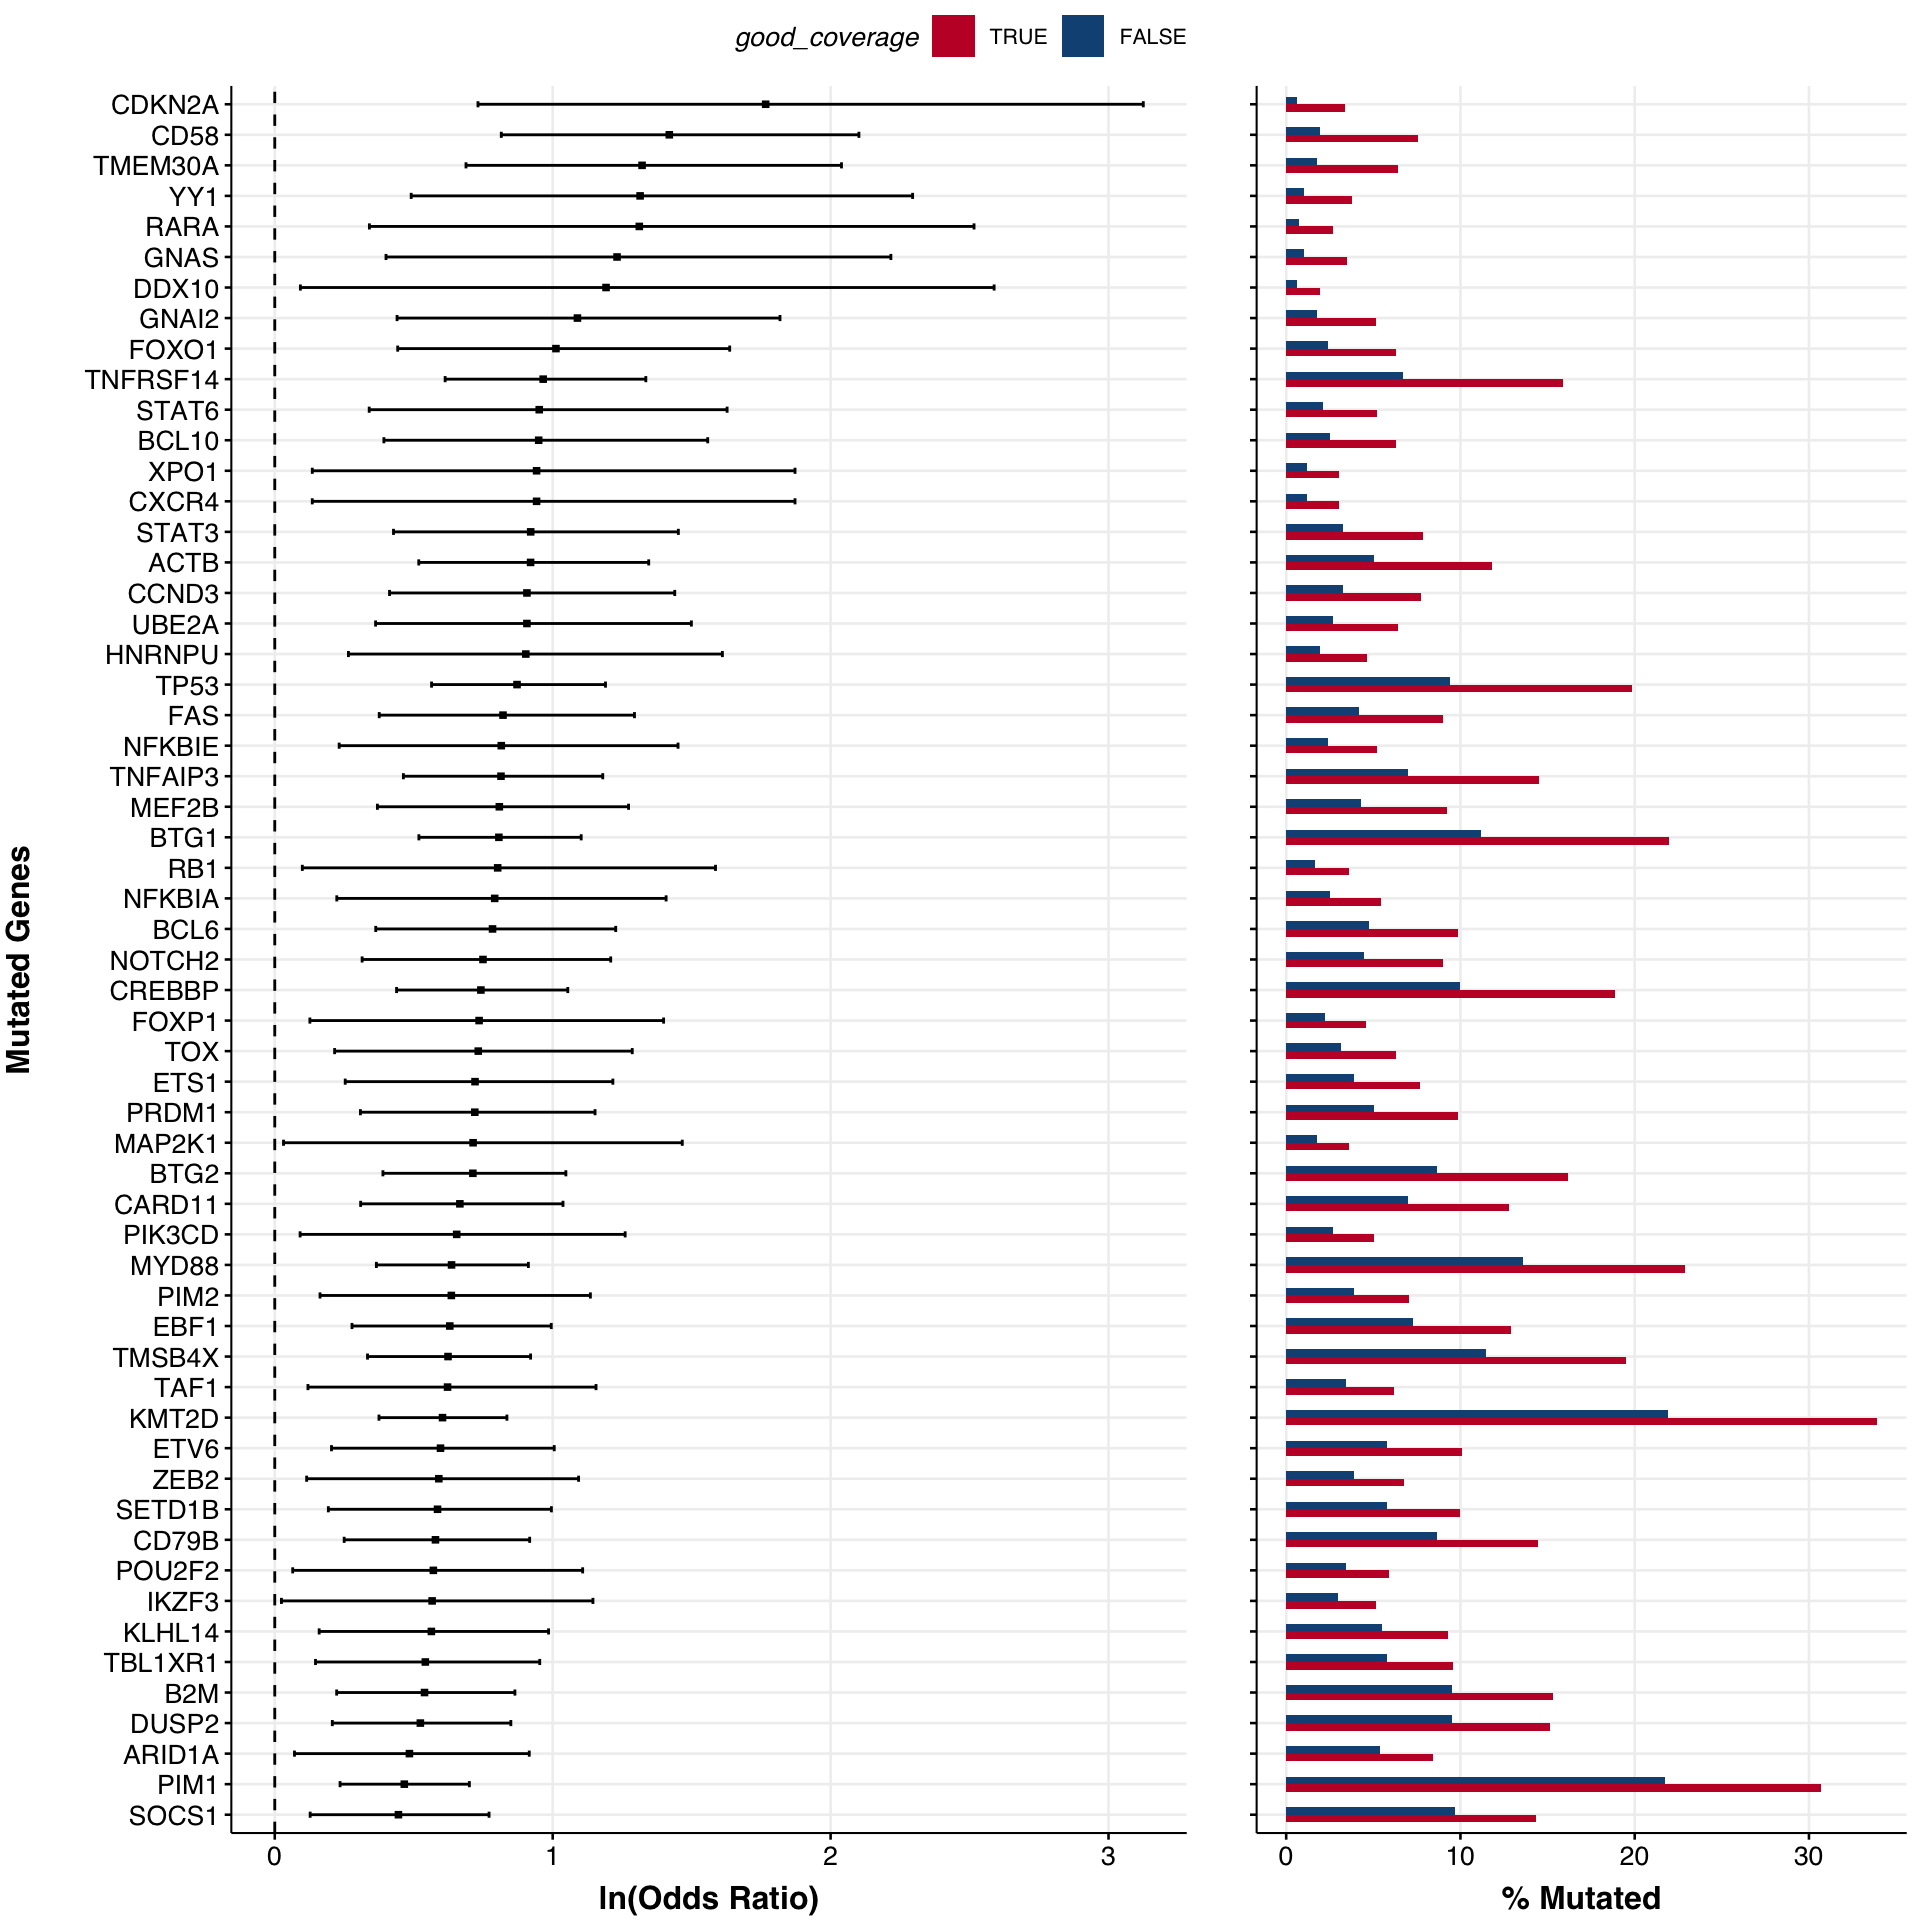 good_coverage TRUE FALSE
Mutated Genes
CDKN2A
CD58
TMEM30A
YY1
RARA
GNAS
DDX10
GNAI2
FOXO1
TNFRSF14
STAT6
BCL10
XPO1
CXCR4
STAT3
ACTB
CCND3
UBE2A
HNRNPU
TP53
FAS
NFKBIE
TNFAIP3
MEF2B
BTG1
RB1
NFKBIA
BCL6
NOTCH2
CREBBP
FOXP1
TOX
ETS1
PRDM1
MAP2K1
BTG2
CARD11
PIK3CD
MYD88
PIM2
EBF1
TMSB4X
TAF1
KMT2D
ETV6
ZEB2
SETD1B
CD79B
POU2F2
IKZF3
KLHL14
TBL1XR1
B2M
DUSP2
ARID1A
PIM1
SOCS1
0 1 2 3
ln(Odds Ratio)
0 10 20 30
% Mutated